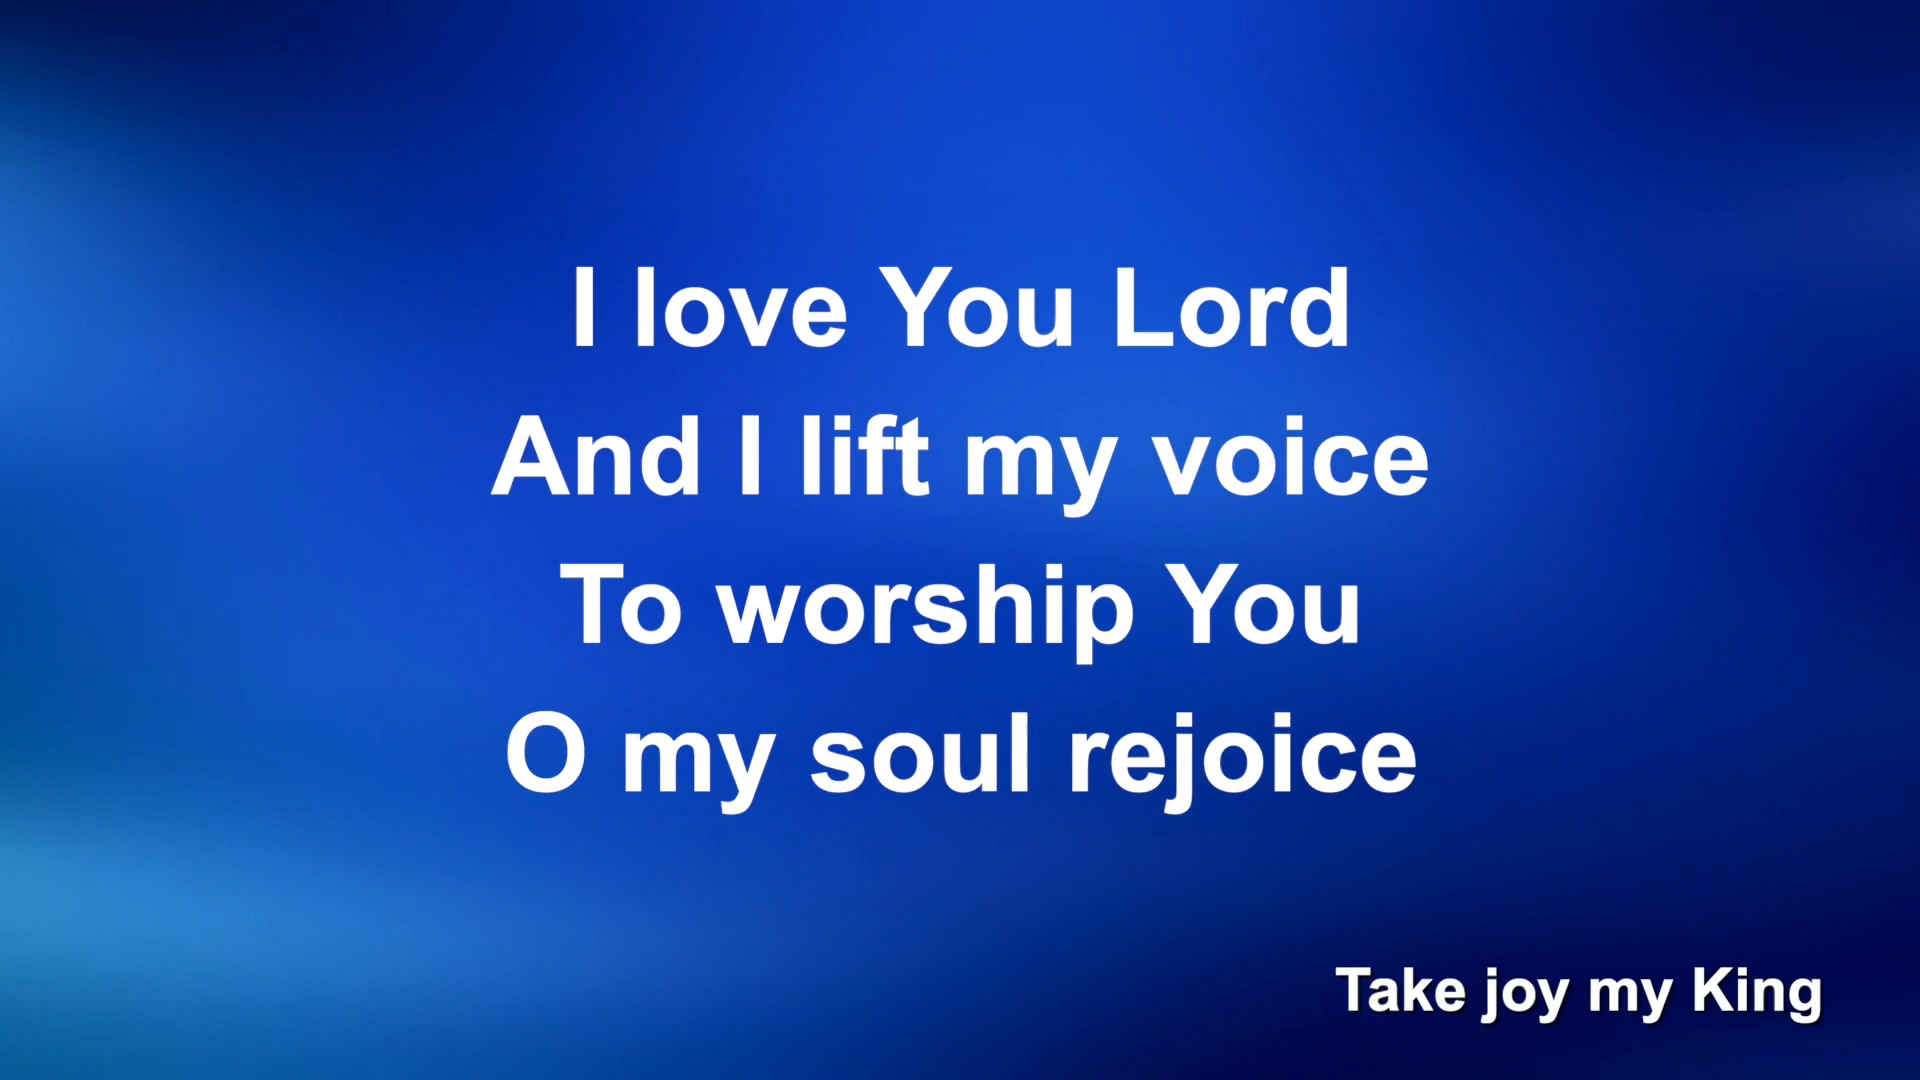 I love You Lord
And I lift my voice
To worship You
O my soul rejoice
Take joy my King